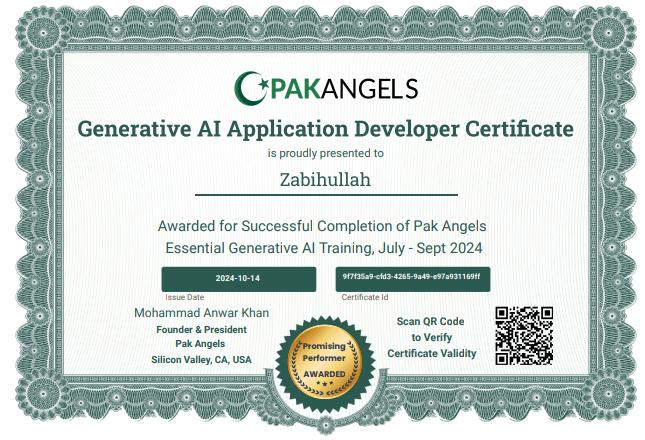 PAKANGELS
Generative AI Application Developer Certificate
is proudly presented to
Zabihullah
Awarded for Successful Completion of Pak Angels
Essential Generative AI Training, July - Sept 2024
2024-10-14
Issue Date
9f7f35a9-cfd3-4265-9a49-e97a931169ff
Certificate Id
Mohammad Anwar Khan
Founder & President
Pak Angels
Silicon Valley, CA, USA
Promising
Performer
AWARDED
Scan QR Code
to Verify
Certificate Validity